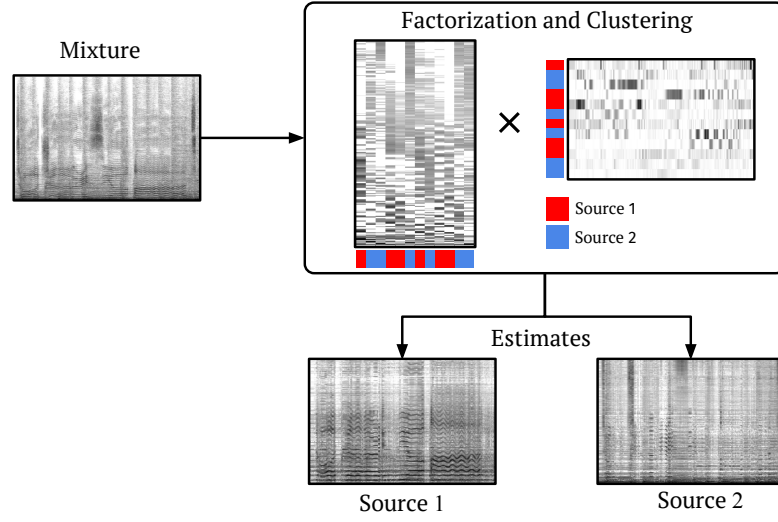 Factorization and Clustering
Mixture
×
Source 1
Source 2
Estimates
Source 1
Source 2